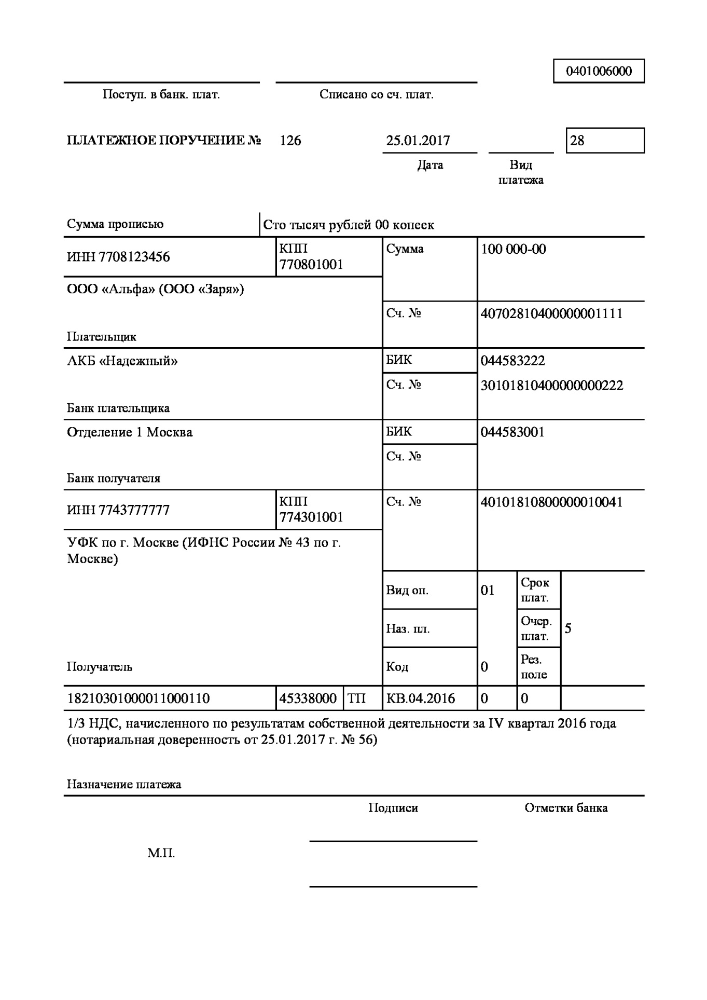 0401006000
Поступ. в банк. плат.
Списано со сч. плат.
ПЛАТЕЖНОЕ ПОРУЧЕНИЕ №
126
25.01.2017
28
Дата
Вид
платежа
Сумма прописью
Сто тысяч рублей 00 копеек
ИНН 7708123456
КПП
770801001
Сумма
100 000-00
ООО «Альфа» (ООО «Заря»)
Сч. №
40702810400000001111
Плательщик
АКБ «Надежный»
БИК
044583222
Сч. №
30101810400000000222
Банк плательщика
Отделение 1 Москва
БИК
044583001
Сч. №
Банк получателя
ИНН 7743777777
КПП
774301001
Сч. №
40101810800000010041
УФК по г. Москве (ИФНС России № 43 по г.
Москве)
Вид оп.
01
Срок
плат.
Наз. пл.
Очер.
плат.
5
Получатель
Код
0
Рез.
поле
18210301000011000110
45338000
ТП
КВ.04.2016
0
0
1/3 НДС, начисленного по результатам собственной деятельности за IV квартал 2016 года
(нотариальная доверенность от 25.01.2017 г. № 56)
Назначение платежа
Подписи
Отметки банка
М.П.